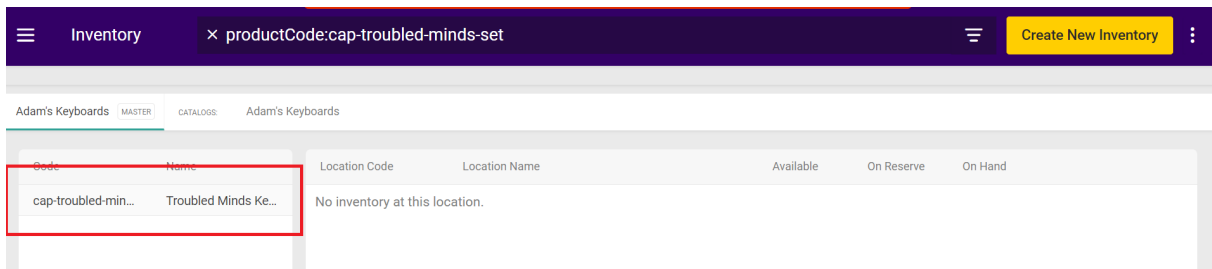 Inventory × productCode:cap-troubled-minds-set Create New Inventory
Adam's Keyboards MASTER CATALOGS: Adam's Keyboards
Code Name Location Code Location Name Available On Reserve On Hand
cap-troubled-min... Troubled Minds Ke... No inventory at this location.